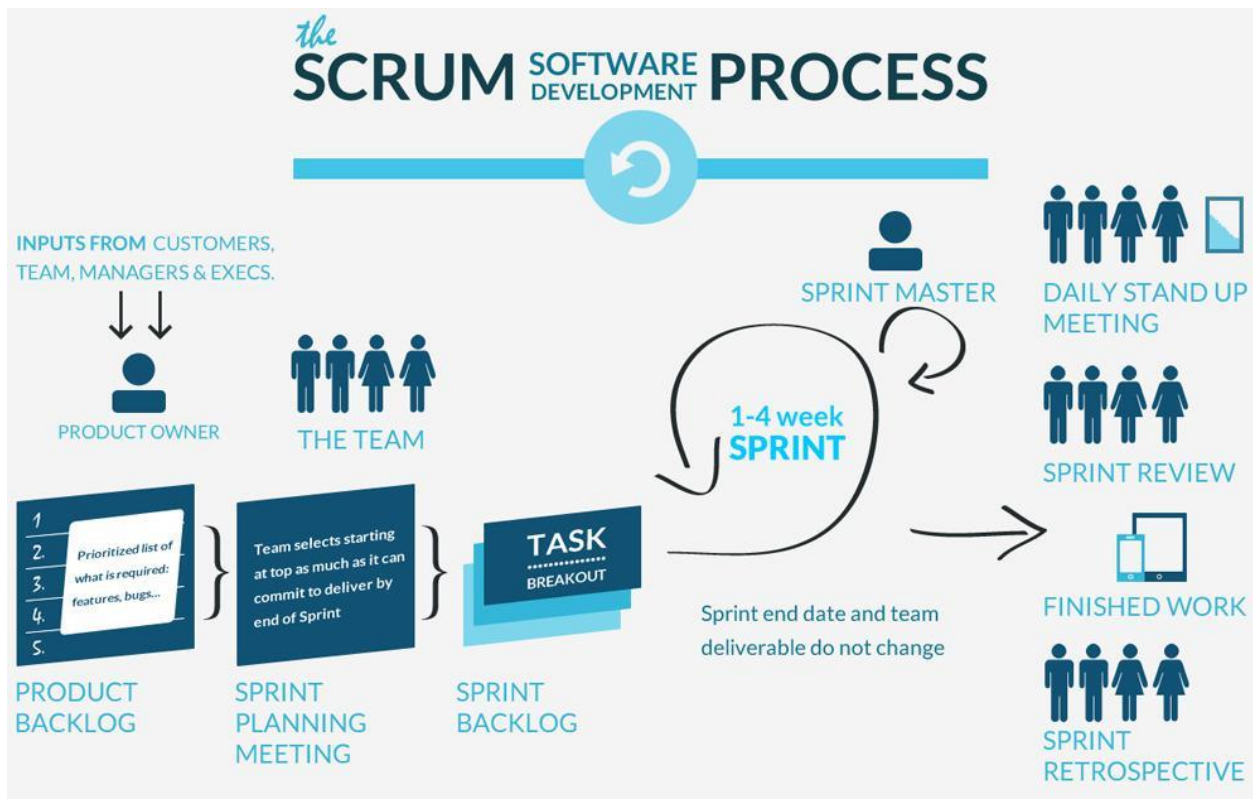 the
SCRUM SOFTWARE DEVELOPMENT PROCESS
INPUTS FROM CUSTOMERS,
TEAM, MANAGERS & EXECS.
PRODUCT OWNER
THE TEAM
SPRINT MASTER
DAILY STAND UP
MEETING
1-4 week
SPRINT
SPRINT REVIEW
1
2.
3.
4.
5.
Prioritized list of
what is required:
features, bugs...
Team selects starting
at top as much as it can
commit to deliver by
end of Sprint
TASK
BREAKOUT
FINISHED WORK
Sprint end date and team
deliverable do not change
PRODUCT
BACKLOG
SPRINT
PLANNING
MEETING
SPRINT
BACKLOG
SPRINT
RETROSPECTIVE